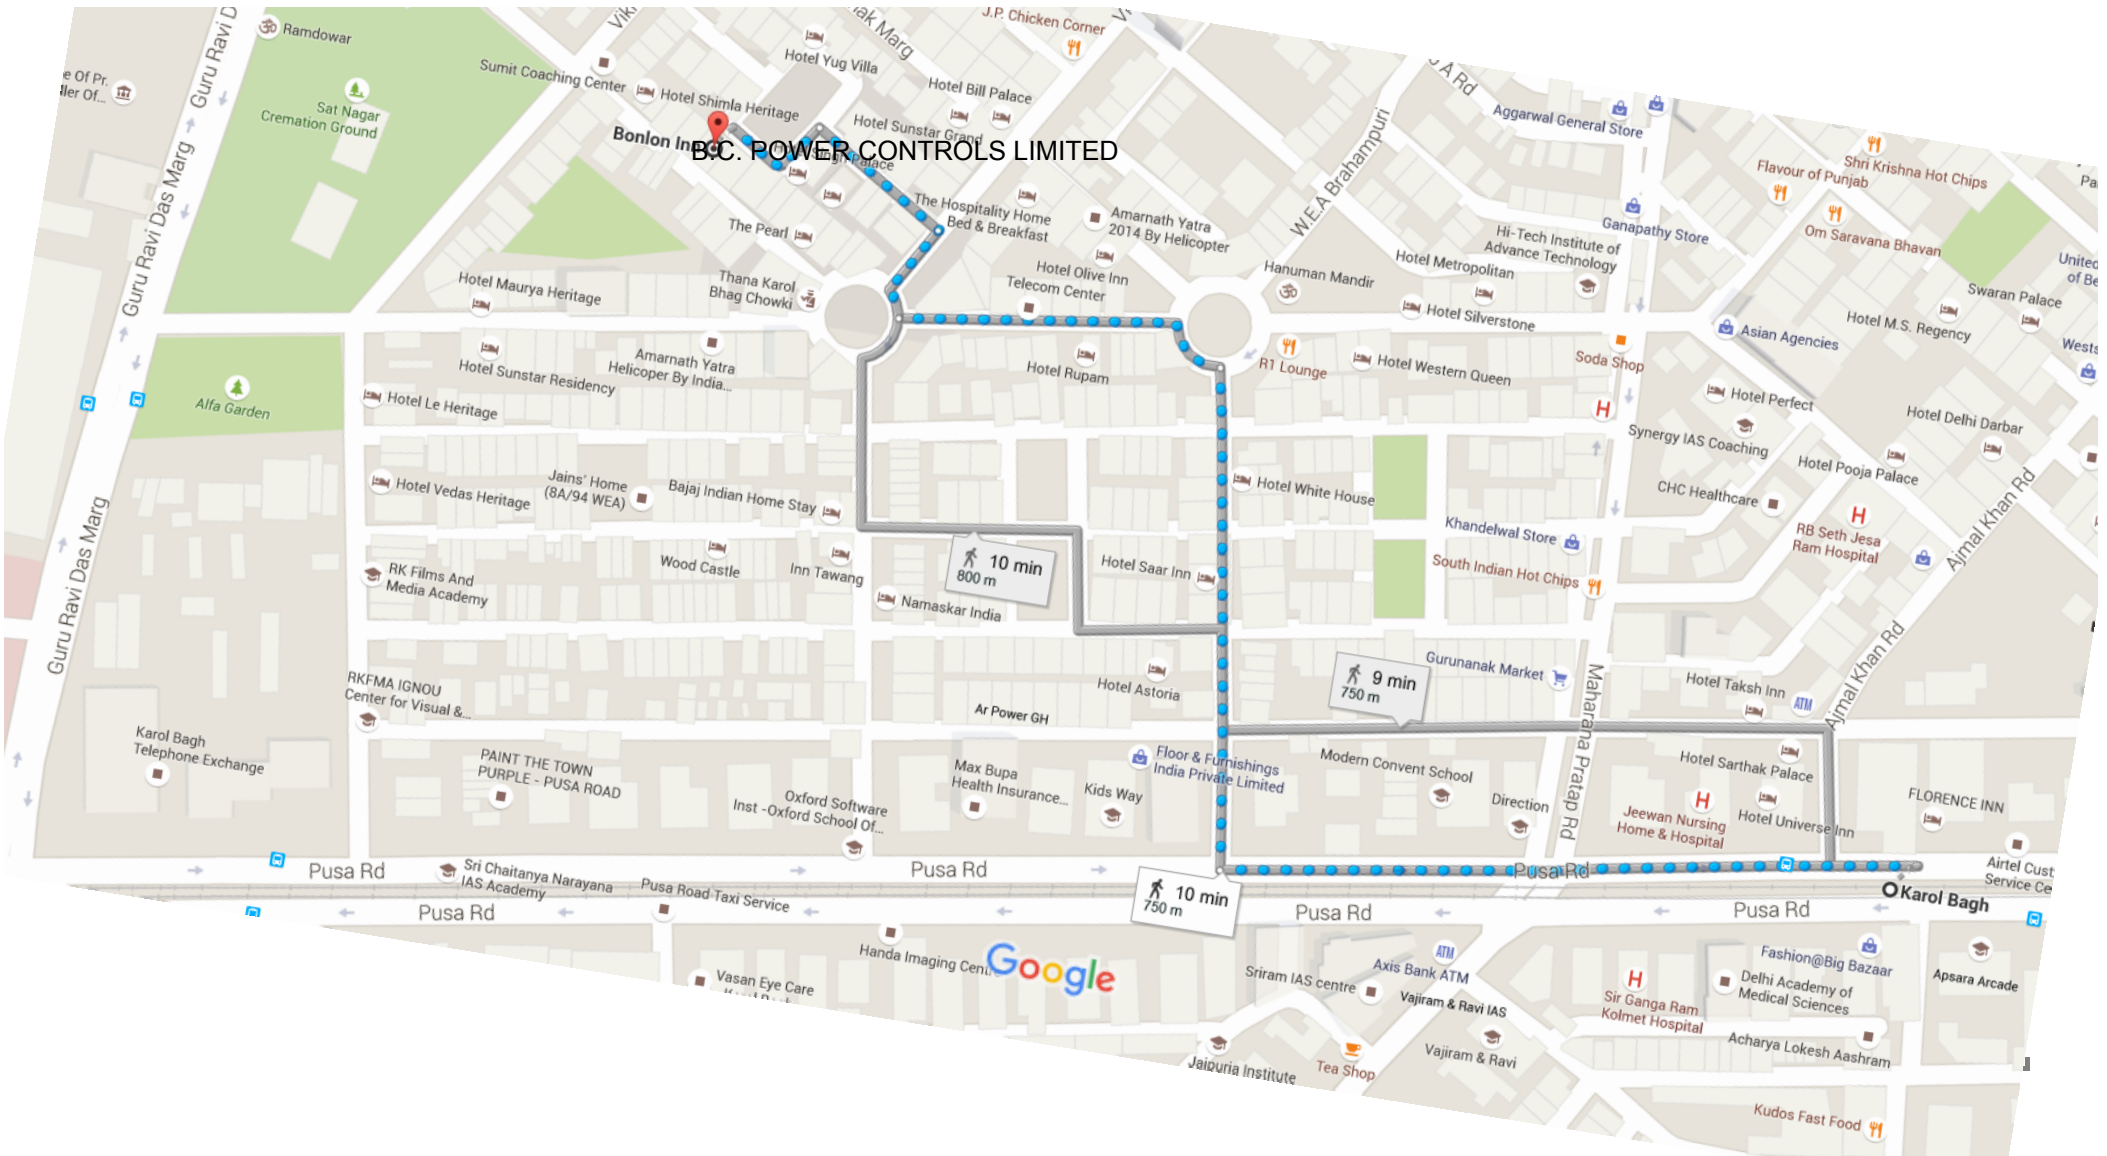 J.P. Chicken Corner
Ramdowar
Guru Ravi D
Hotel Yug Villa
Sumit Coaching Center
Hotel Shimla Heritage
Hotel Bill Palace
Hotel Sunstar Grand
Sat Nagar
Cremation Ground
Bonlon Inn
B.C. POWER CONTROLS LIMITED
Aggarwal General Store
Shri Krishna Hot Chips
Flavour of Punjab
Om Saravana Bhavan
Ganapathy Store
W.E.A Brahampuri
Guru Ravi Das Marg
The Pearl
The Hospitality Home
Bed & Breakfast
Amarnath Yatra
2014 By Helicopter
Hi-Tech Institute of
Advance Technology
Hotel Metropolitan
Hanuman Mandir
Hotel Maurya Heritage
Thana Karol
Bhag Chowki
Hotel Olive Inn
Telecom Center
Hotel Silverstone
Swaran Palace
Hotel M.S. Regency
Asian Agencies
Soda Shop
Amarnath Yatra
Helicoper By India...
Hotel Sunstar Residency
Hotel Rupam
R1 Lounge
Hotel Western Queen
Alfa Garden
Hotel Le Heritage
Hotel Perfect
Hotel Delhi Darbar
Synergy IAS Coaching
Hotel Pooja Palace
Hotel Vedas Heritage
Jains' Home
(8A/94 WEA)
Bajaj Indian Home Stay
Hotel White House
CHC Healthcare
RB Seth Jesa
Ram Hospital
Ajmal Khan Rd
Khandelwal Store
South Indian Hot Chips
Guru Ravi Das Marg
RK Films And
Media Academy
Wood Castle
Inn Tawang
10 min
800 m
Hotel Saar Inn
Namaskar India
Gurunanak Market
9 min
750 m
Hotel Taksh Inn
ATM
Ajmal Khan Rd
Maharana Pratap Rd
RKFMA IGNOU
Center for Visual &...
Hotel Astoria
Ar Power GH
Karol Bagh
Telephone Exchange
PAINT THE TOWN
PURPLE - PUSA ROAD
Oxford Software
Inst -Oxford School Of...
Max Bupa
Health Insurance...
Kids Way
Floor & Furnishings
India Private Limited
Modern Convent School
Direction
Hotel Sarthak Palace
Jeewan Nursing
Home & Hospital
Hotel Universe Inn
FLORENCE INN
Airtel Cust
Service Ce
Pusa Rd
Sri Chaitanya Narayana
IAS Academy
Pusa Rd
Pusa Rd
Karol Bagh
Pusa Road Taxi Service
10 min
750 m
Pusa Rd
Pusa Rd
Pusa Rd
Handa Imaging Cent
Google
Vasan Eye Care
Sriram IAS centre
ATM
Axis Bank ATM
Vajiram & Ravi IAS
Vajiram & Ravi
Jaipuria Institute
Tea Shop
Sir Ganga Ram
Kolmet Hospital
Fashion@Big Bazaar
Delhi Academy of
Medical Sciences
Acharya Lokesh Aashram
Apsara Arcade
Kudos Fast Food